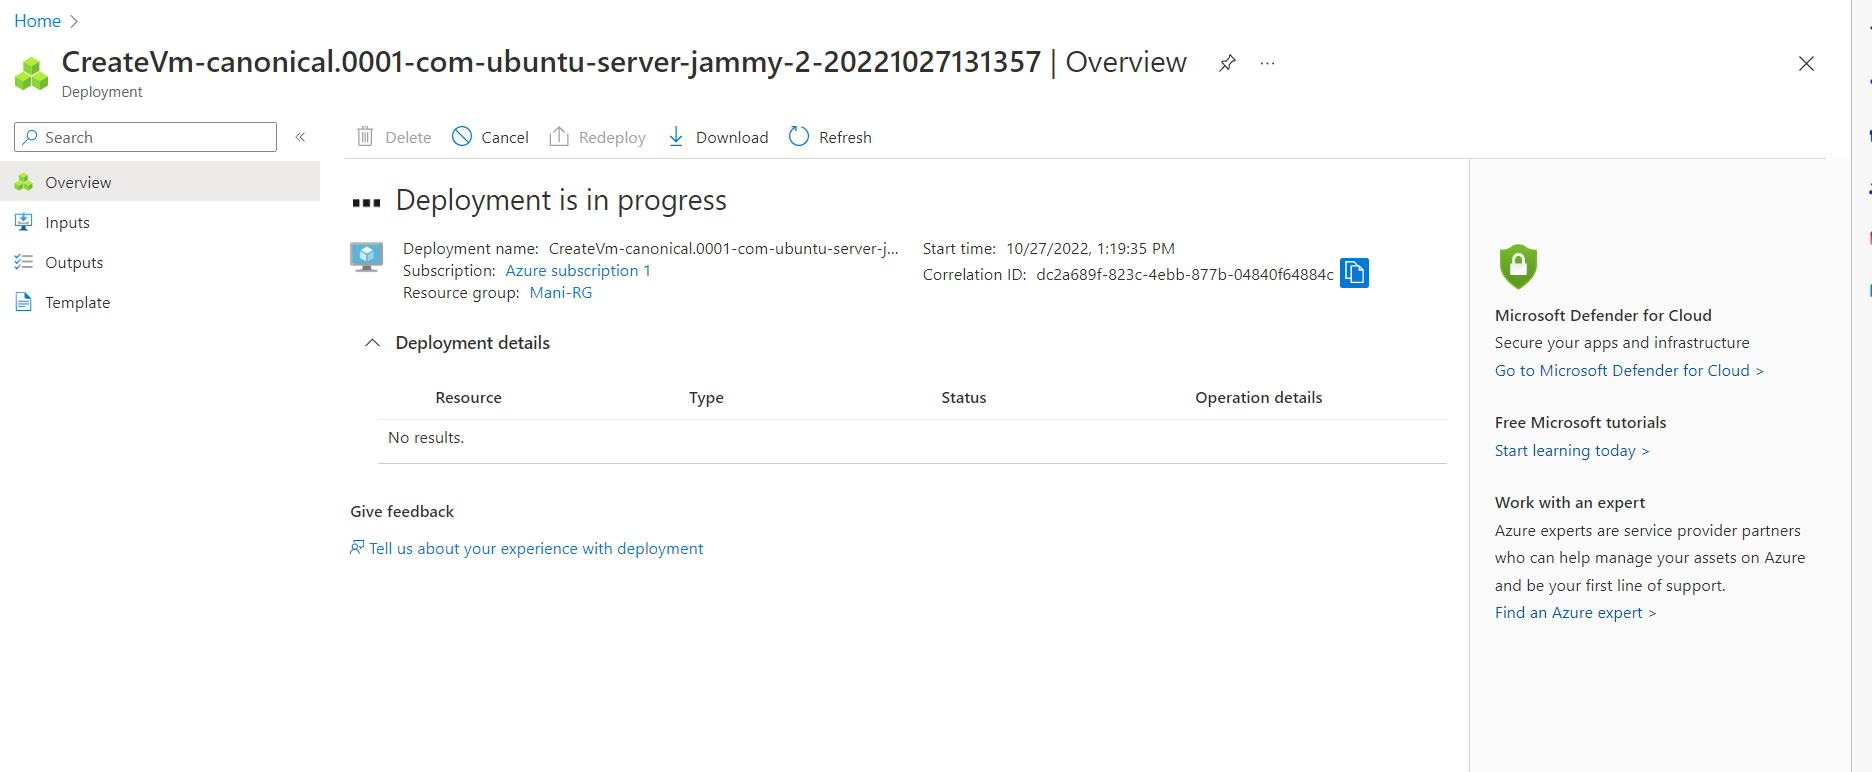 Home
CreateVm-canonical.0001-com-ubuntu-server-jammy-2-20221027131357 | Overview
Deployment
Search
Delete Cancel Redeploy Download Refresh
Overview
Inputs
Outputs
Template
Deployment is in progress
Deployment name: CreateVm-canonical.0001-com-ubuntu-server-j...
Subscription: Azure subscription 1
Resource group: Mani-RG
Start time: 10/27/2022, 1:19:35 PM
Correlation ID: dc2a689f-823c-4ebb-877b-04840f64884c
Deployment details
Resource Type Status Operation details
No results.
Give feedback
Tell us about your experience with deployment
Microsoft Defender for Cloud
Secure your apps and infrastructure
Go to Microsoft Defender for Cloud >
Free Microsoft tutorials
Start learning today >
Work with an expert
Azure experts are service provider partners
who can help manage your assets on Azure
and be your first line of support.
Find an Azure expert >